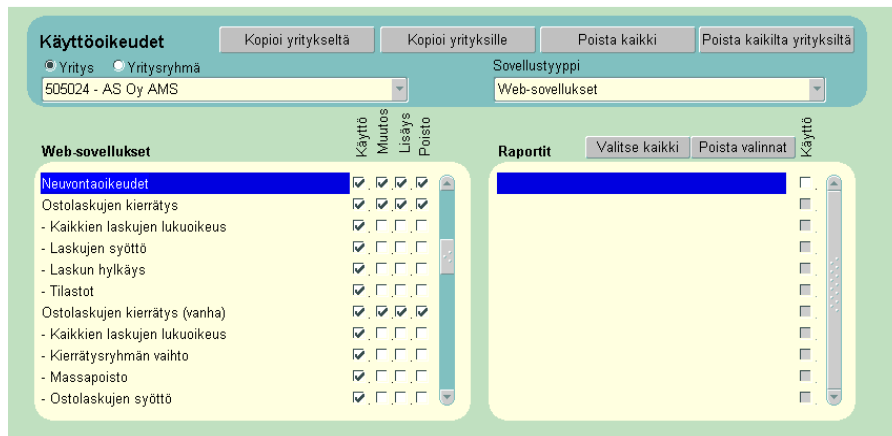 Käyttöoikeudet Kopioi yritykseltä Kopioi yrityksille Poista kaikki Poista kaikilta yrityksiltä
Yritys Yritysryhmä Sovellustyyppi
505024 - AS Oy AMS Web-sovellukset
Web-sovellukset Käyttö Muutos Lisäys Poisto Raportit Valitse kaikki Poista valinnat Käyttö
Neuvontaoikeudet
Ostolaskujen kierrätys
- Kaikkien laskujen lukuoikeus
- Laskujen syöttö
- Laskun hylkäys
- Tilastot
Ostolaskujen kierrätys (vanha)
- Kaikkien laskujen lukuoikeus
- Kierrätysryhmän vaihto
- Massapoisto
- Ostolaskujen syöttö